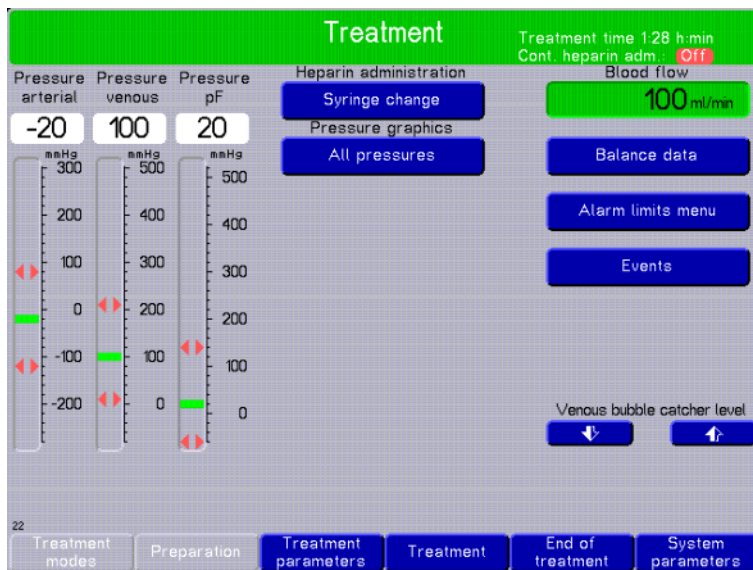 Treatment
Treatment time 1:28 h:min
Cont. heparin adm.: Off
Pressure arterial
Pressure venous
Pressure pF
-20
100
20
mmHg
300
200
100
0
-100
-200
mmHg
500
400
300
200
100
0
mmHg
500
400
300
200
100
0
Heparin administration
Syringe change
Pressure graphics
All pressures
Blood flow
100 ml/min
Balance data
Alarm limits menu
Events
Venous bubble catcher level
22
Treatment modes
Preparation
Treatment parameters
Treatment
End of treatment
System parameters